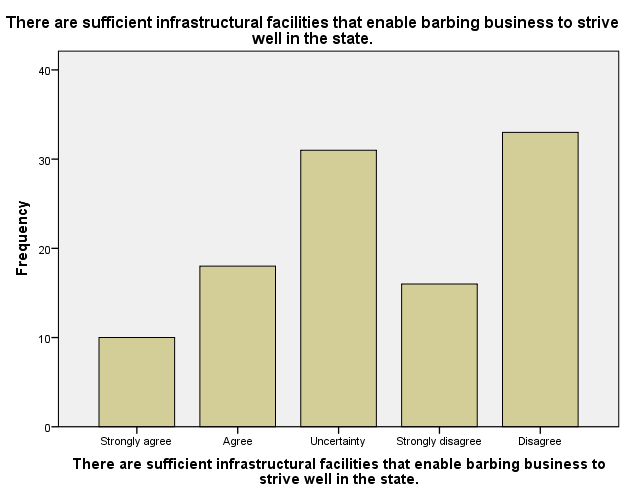 There are sufficient infrastructural facilities that enable barbing business to strive
well in the state.
40
30
20
10
0
Frequency
Strongly agree
Agree
Uncertainty
Strongly disagree
Disagree
There are sufficient infrastructural facilities that enable barbing business to
strive well in the state.